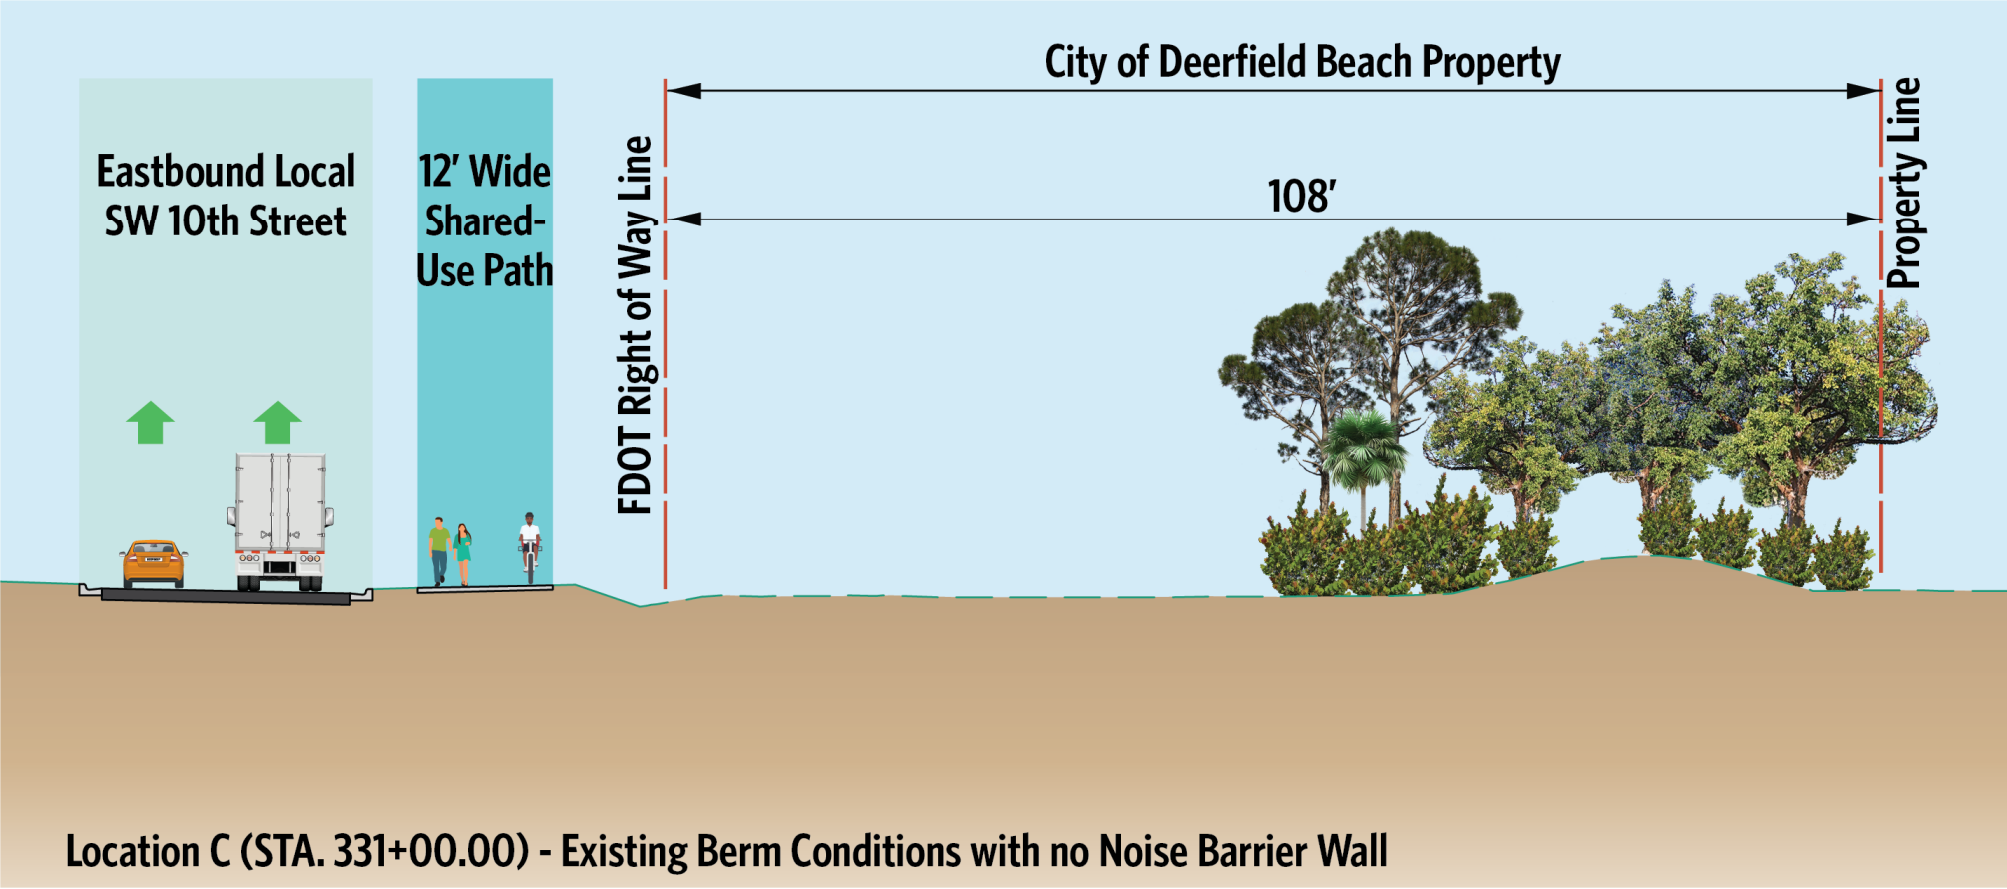 City of Deerfield Beach Property
Eastbound Local
SW 10th Street
12' Wide
Shared-
Use Path
FDOT Right of Way Line
108'
Property Line
Location C (STA. 331+00.00) - Existing Berm Conditions with no Noise Barrier Wall